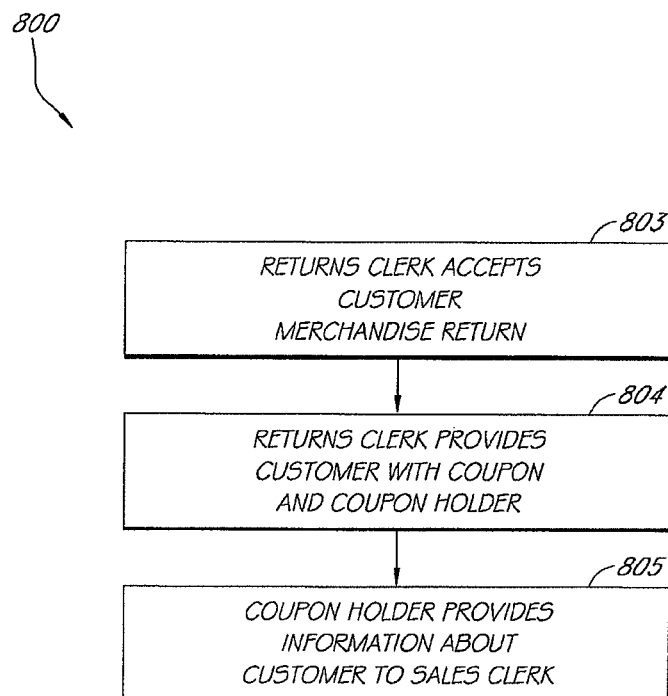 800
803
RETURNS CLERK ACCEPTS
CUSTOMER
MERCHANDISE RETURN
804
RETURNS CLERK PROVIDES
CUSTOMER WITH COUPON
AND COUPON HOLDER
805
COUPON HOLDER PROVIDES
INFORMATION ABOUT
CUSTOMER TO SALES CLERK